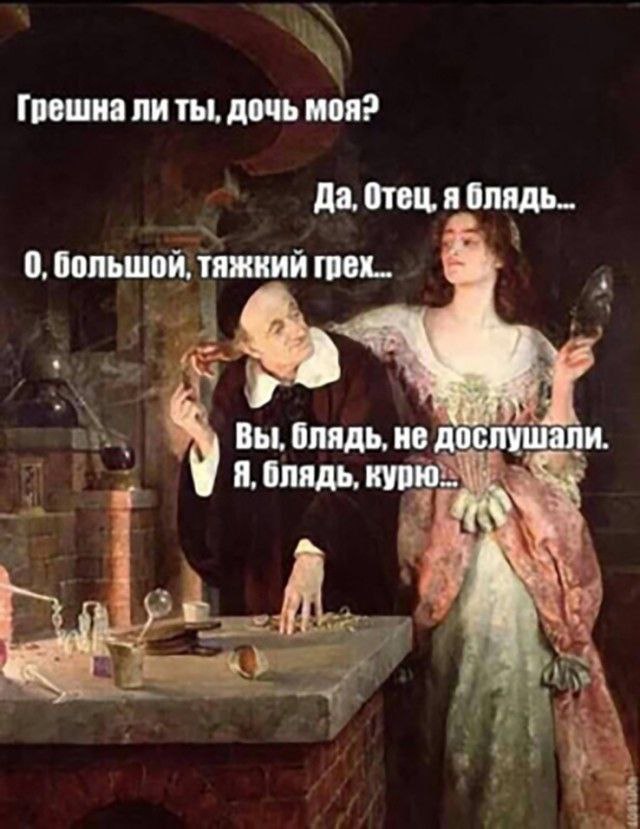 Грешна ли ты, дочь моя?
Да, Отец, я блядь...
О, большой, тяжкий грех...
Вы, блядь, не дослушали.
Я, блядь, курю...